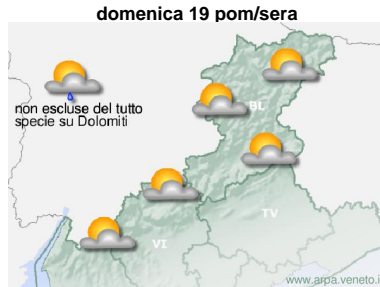 domenica 19 pom/sera
non escluse del tutto
specie su Dolomiti
BL
TV
VI
www.arpa.veneto.i